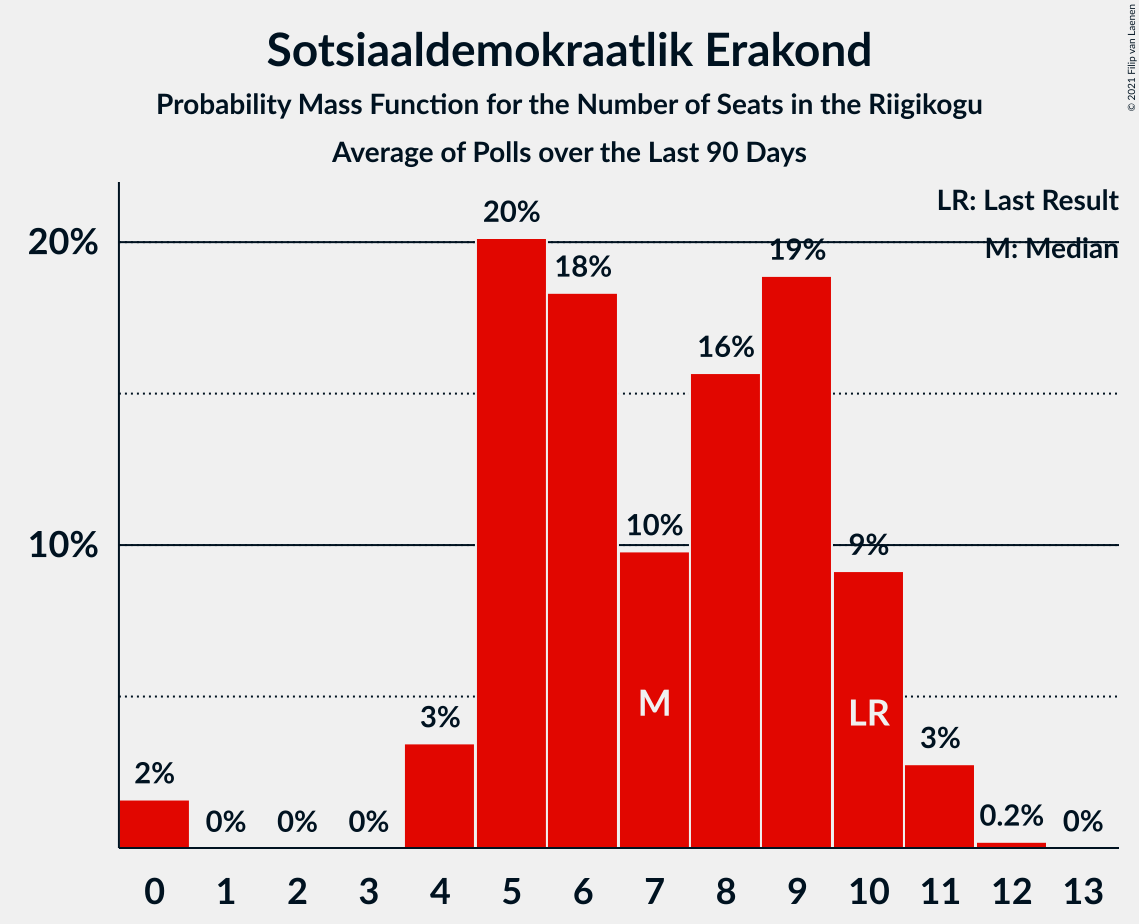 Sotsiaaldemokraatlik Erakond
Probability Mass Function for the Number of Seats in the Riigikogu
Average of Polls over the Last 90 Days
© 2021 Filip van Laenen
LR: Last Result
M: Median
20%
10%
2%
0%
0%
0%
3%
20%
18%
10%
16%
19%
9%
3%
0.2%
0%
M
LR
0 1 2 3 4 5 6 7 8 9 10 11 12 13